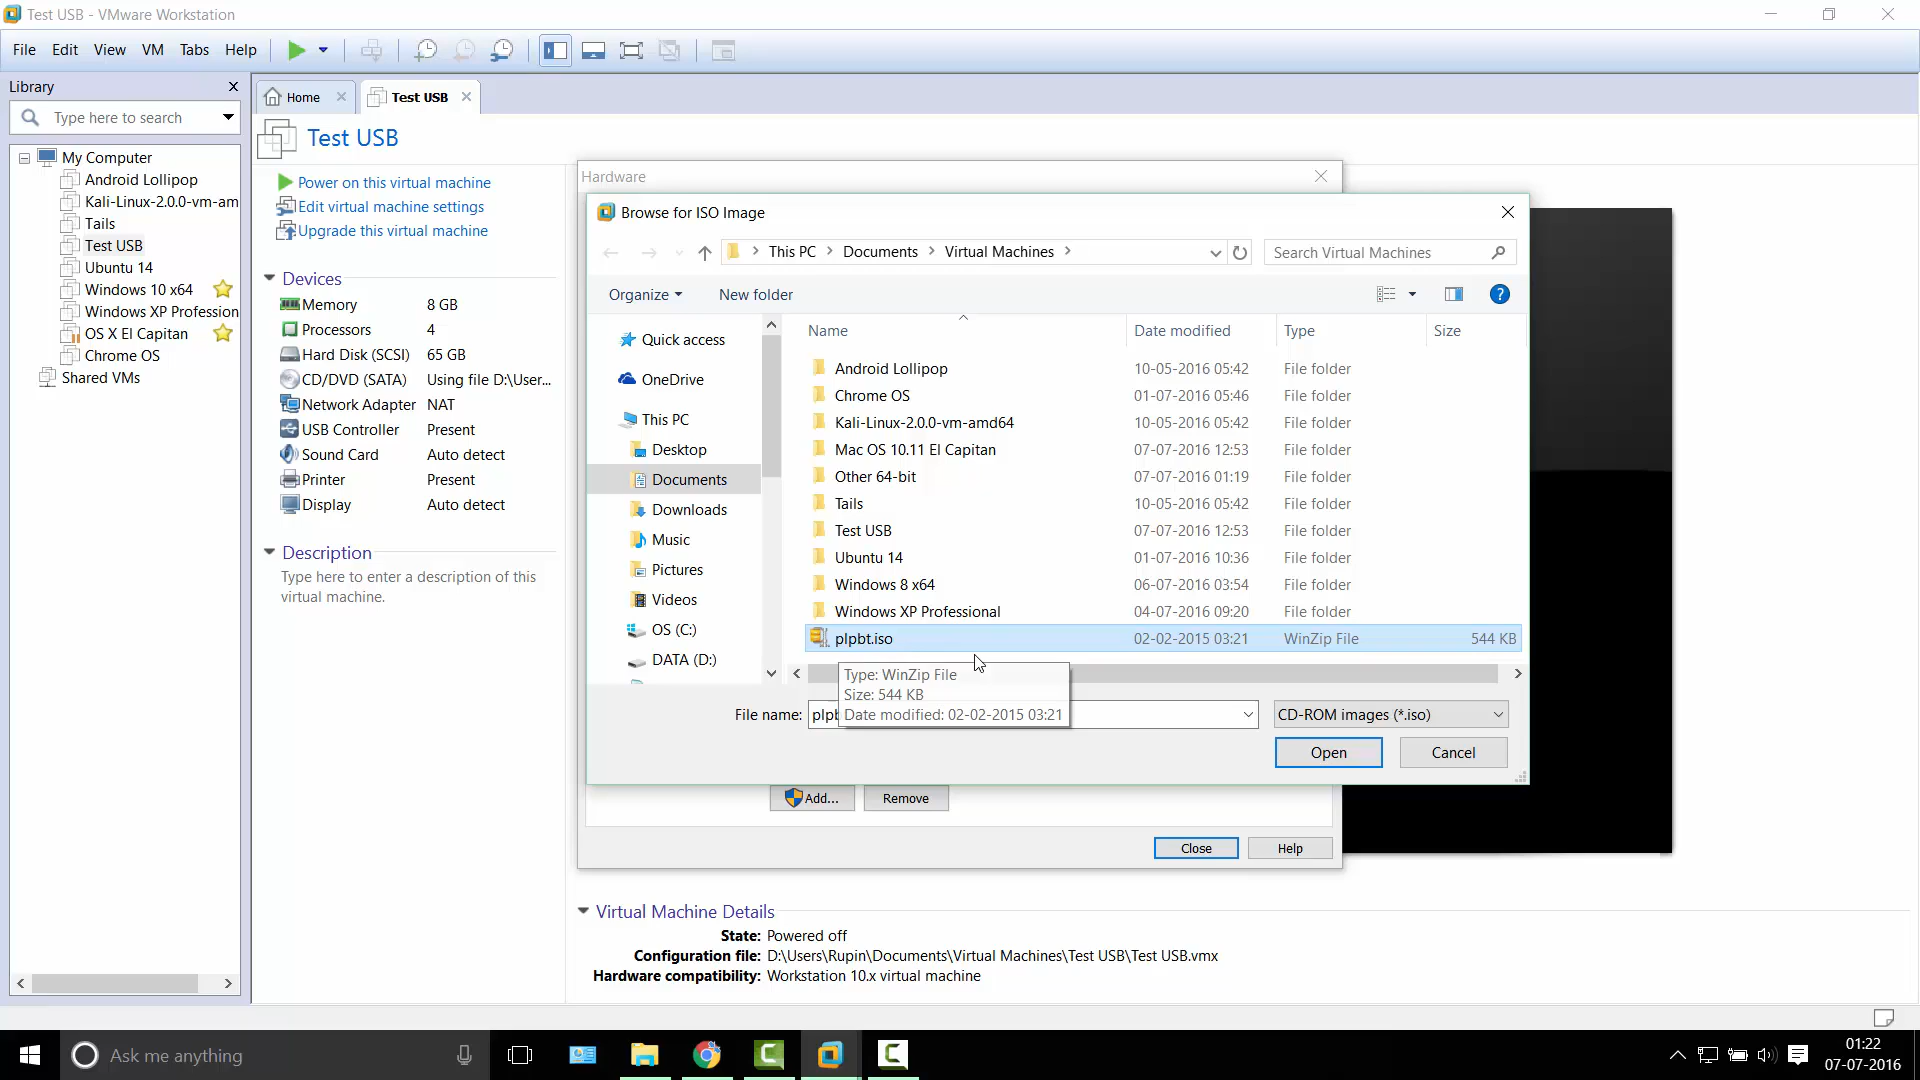 Test USB - VMware Workstation
File Edit View VM Tabs Help
Library
Type here to search
My Computer
Android Lollipop
Kali-Linux-2.0.0-vm-am
Tails
Test USB
Ubuntu 14
Windows 10 x64
Windows XP Profession
OS X El Capitan
Chrome OS
Shared VMs
Home
Test USB
Test USB
Power on this virtual machine
Edit virtual machine settings
Upgrade this virtual machine
Devices
Memory 8 GB
Processors 4
Hard Disk (SCSI) 65 GB
CD/DVD (SATA) Using file D:\User...
Network Adapter NAT
USB Controller Present
Sound Card Auto detect
Printer Present
Display Auto detect
Description
Type here to enter a description of this
virtual machine.
Hardware
Browse for ISO Image
This PC > Documents > Virtual Machines >
Search Virtual Machines
Organize New folder
?
Quick access
OneDrive
This PC
Desktop
Documents
Downloads
Music
Pictures
Videos
OS (C:)
DATA (D:)
Name Date modified Type Size
Android Lollipop 10-05-2016 05:42 File folder
Chrome OS 01-07-2016 05:46 File folder
Kali-Linux-2.0.0-vm-amd64 10-05-2016 05:42 File folder
Mac OS 10.11 El Capitan 07-07-2016 12:53 File folder
Other 64-bit 07-07-2016 01:19 File folder
Tails 10-05-2016 05:42 File folder
Test USB 07-07-2016 12:53 File folder
Ubuntu 14 01-07-2016 10:36 File folder
Windows 8 x64 06-07-2016 03:54 File folder
Windows XP Professional 04-07-2016 09:20 File folder
plpbt.iso 02-02-2015 03:21 WinZip File 544 KB
Type: WinZip File
Size: 544 KB
Date modified: 02-02-2015 03:21
File name: plpb
CD-ROM images (*.iso)
Open Cancel
Add... Remove
Close Help
Virtual Machine Details
State: Powered off
Configuration file: D:\Users\Rupin\Documents\Virtual Machines\Test USB\Test USB.vmx
Hardware compatibility: Workstation 10.x virtual machine
Ask me anything
01:22
07-07-2016